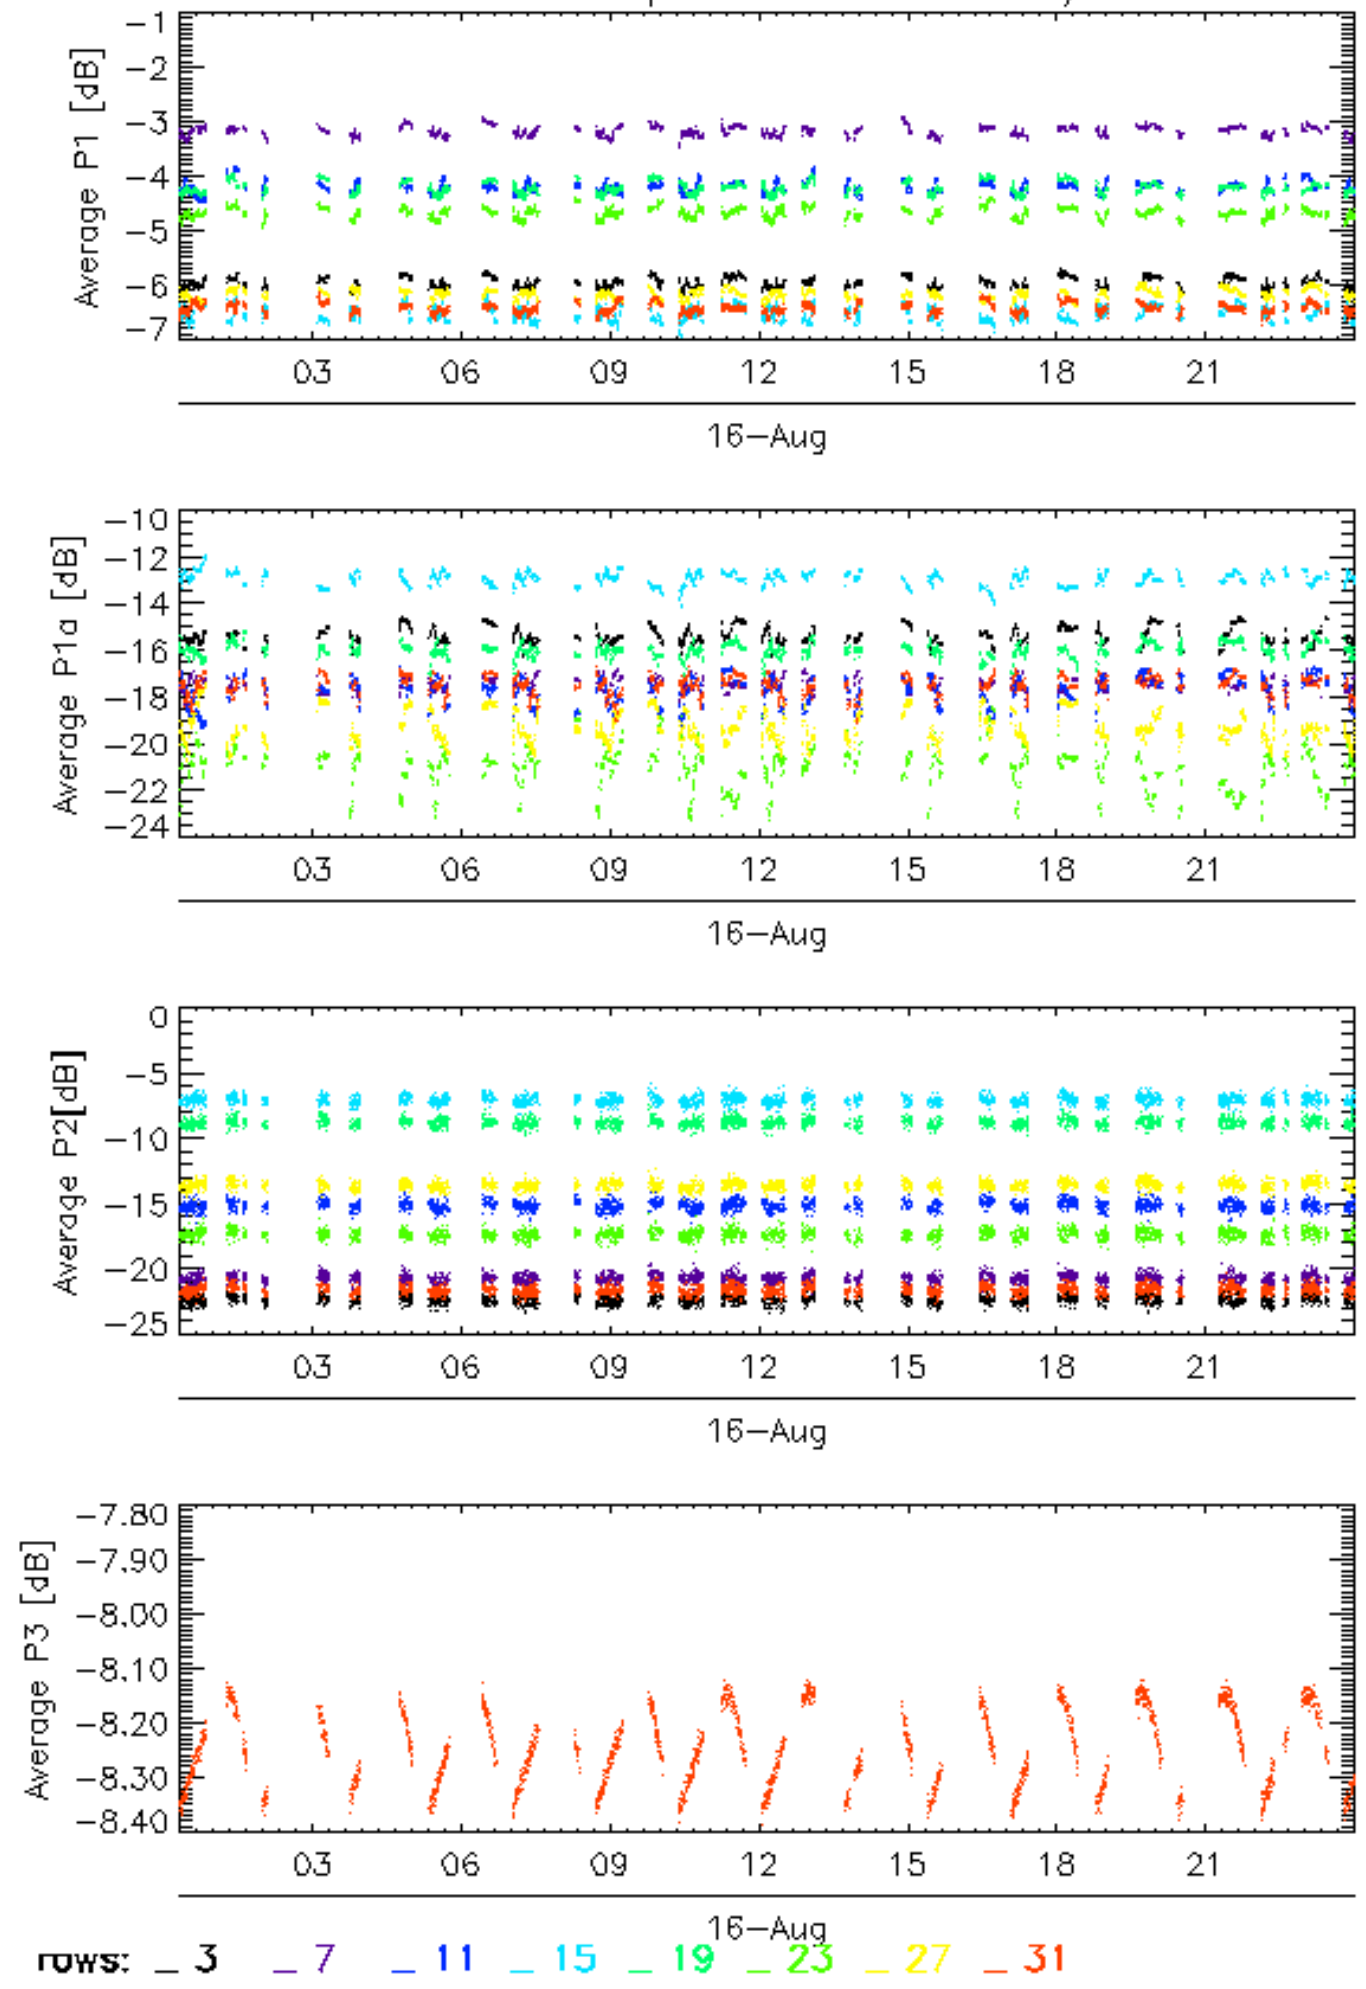 Average P1 [dB]
−1
−2
−3
−4
−5
−6
−7
03 06 09 12 15 18 21
16−Aug
Average P1a [dB]
−10
−12
−14
−16
−18
−20
−22
−24
03 06 09 12 15 18 21
16−Aug
Average P2[dB]
0
−5
−10
−15
−20
−25
03 06 09 12 15 18 21
16−Aug
Average P3 [dB]
−7.80
−7.90
−8.00
−8.10
−8.20
−8.30
−8.40
03 06 09 12 15 18 21
16−Aug
rows: _ 3 _ 7 _ 11 _ 15 _ 19 _ 23 _ 27 _ 31